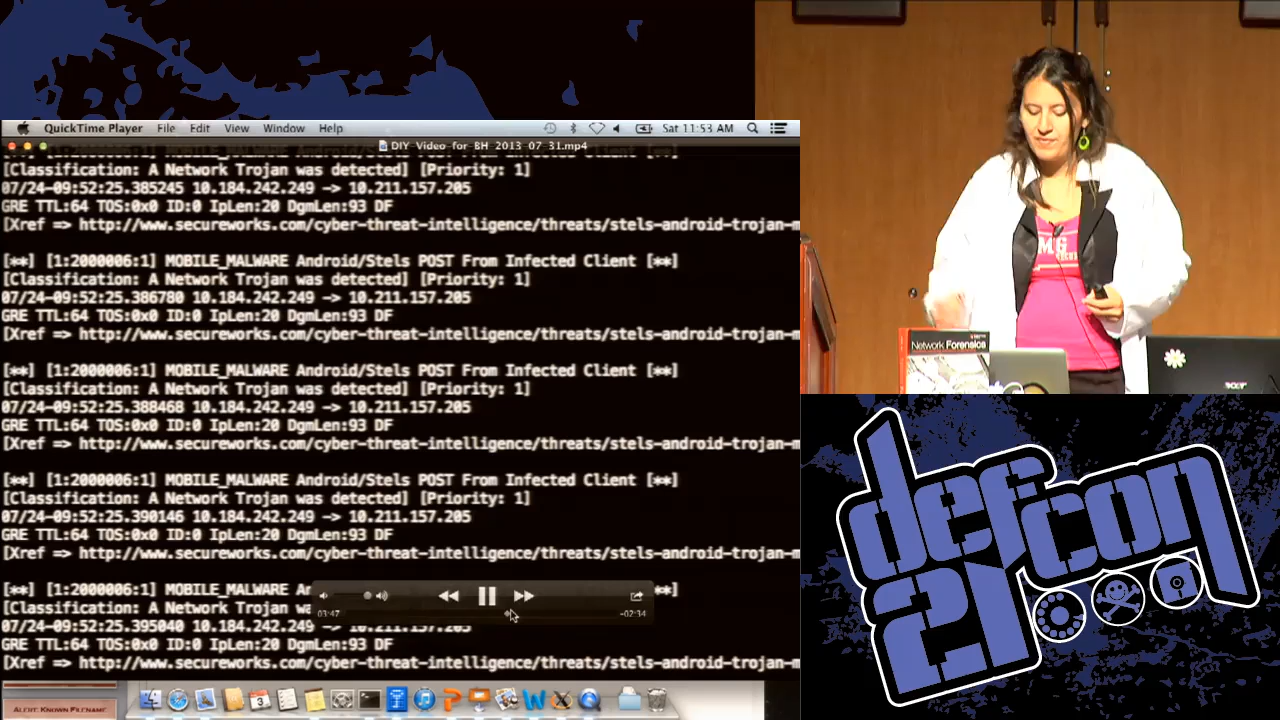 QuickTime Player File Edit View Window Help Sat 11:53 AM
DIY_Video_for_BH_2013_07_31.mp4
[Classification: A Network Trojan was detected] [Priority: 1]
07/24-09:52:25.385245 10.184.242.249 -> 10.211.157.205
GRE TTL:64 TOS:0x0 ID:0 IpLen:20 DgmLen:93 DF
[Xref => http://www.secureworks.com/cyber-threat-intelligence/threats/stels-android-trojan-m
[**] [1:2000006:1] MOBILE_MALWARE Android/Stels POST From Infected Client [**]
[Classification: A Network Trojan was detected] [Priority: 1]
07/24-09:52:25.386780 10.184.242.249 -> 10.211.157.205
GRE TTL:64 TOS:0x0 ID:0 IpLen:20 DgmLen:93 DF
[Xref => http://www.secureworks.com/cyber-threat-intelligence/threats/stels-android-trojan-m
[**] [1:2000006:1] MOBILE_MALWARE Android/Stels POST From Infected Client [**]
[Classification: A Network Trojan was detected] [Priority: 1]
07/24-09:52:25.388468 10.184.242.249 -> 10.211.157.205
GRE TTL:64 TOS:0x0 ID:0 IpLen:20 DgmLen:93 DF
[Xref => http://www.secureworks.com/cyber-threat-intelligence/threats/stels-android-trojan-m
[**] [1:2000006:1] MOBILE_MALWARE Android/Stels POST From Infected Client [**]
[Classification: A Network Trojan was detected] [Priority: 1]
07/24-09:52:25.390146 10.184.242.249 -> 10.211.157.205
GRE TTL:64 TOS:0x0 ID:0 IpLen:20 DgmLen:93 DF
[Xref => http://www.secureworks.com/cyber-threat-intelligence/threats/stels-android-trojan-m
[**] [1:2000006:1] MOBILE_MALWARE An **]
[Classification: A Network Trojan wa
03:47 -02:34
07/24-09:52:25.395040 10.184.242.249 -> 10.211.157.205
GRE TTL:64 TOS:0x0 ID:0 IpLen:20 DgmLen:93 DF
[Xref => http://www.secureworks.com/cyber-threat-intelligence/threats/stels-android-trojan-m
Alert: Known Filename
Network Forensics
acer
defcon
21